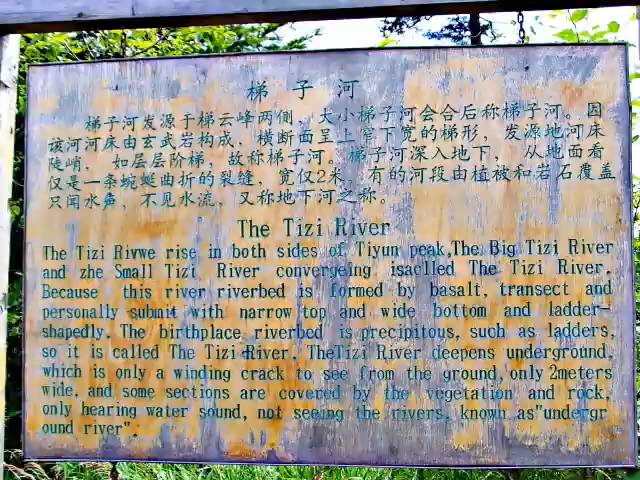 梯子河
梯子河发源于梯云峰两侧，大小梯子河会合后称梯子河。因
该河河床由玄武岩构成，横断面呈上窄下宽的梯形，发源地河床
陡峭，如层层阶梯，故称梯子河。梯子河深入地下，从地面看
仅是一条蜿蜒曲折的裂缝，宽仅2米，有的河段由植被和岩石覆盖
只闻水声，不见水流，又称地下河之称。
The Tizi River
The Tizi Rivwe rise in both sides of Tiyun peak,The Big Tizi River
and zhe Small Tizi River convergeing isaclled The Tizi River.
Because this river riverbed is formed by basalt, transect and
personally submit with narrow top and wide bottom and ladder-
shapedly. The birthplace riverbed is precipitous, such as ladders,
so it is called The Tizi River. TheTizi River deepens underground,
which is only a winding crack to see from the ground, only 2meters
wide, and some sections are covered by the vegetation and rock,
only hearing water sound, not seeing the rivers, known as"undergr
ound river".